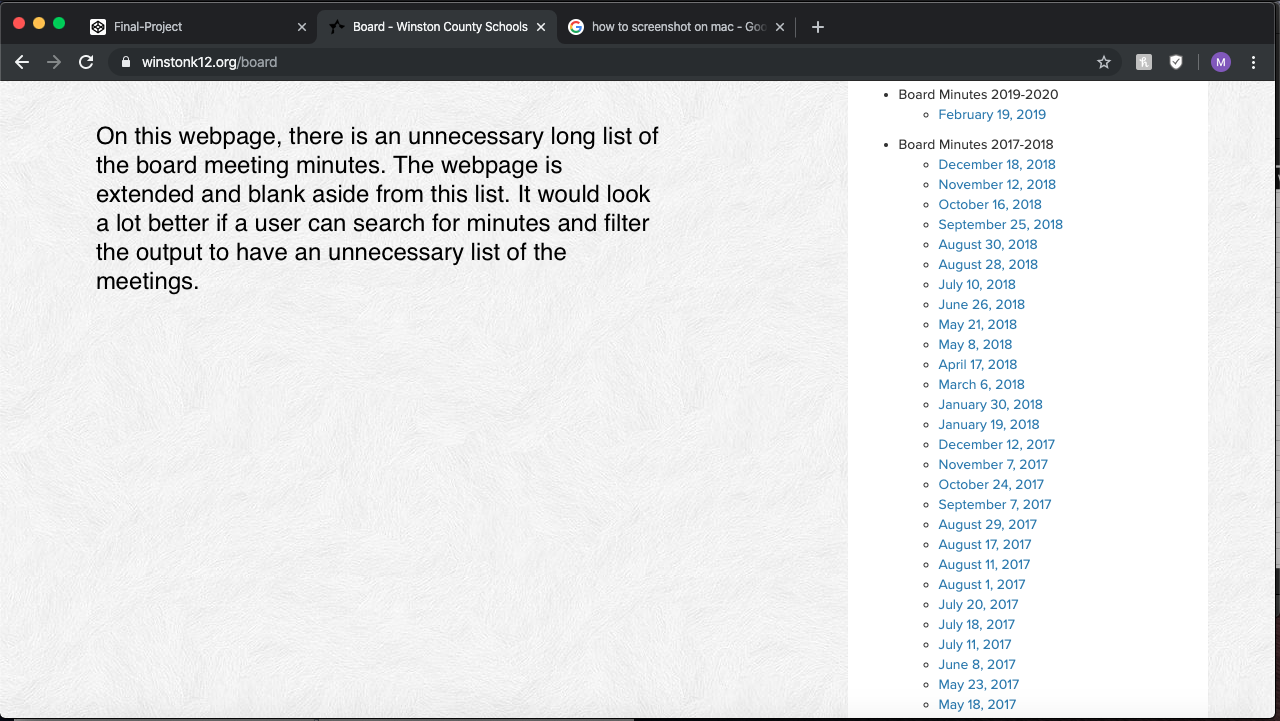 Final-Project
Board - Winston County Schools
how to screenshot on mac - Goo
winstonk12.org/board
M
On this webpage, there is an unnecessary long list of
the board meeting minutes. The webpage is
extended and blank aside from this list. It would look
a lot better if a user can search for minutes and filter
the output to have an unnecessary list of the
meetings.
Board Minutes 2019-2020
February 19, 2019
Board Minutes 2017-2018
December 18, 2018
November 12, 2018
October 16, 2018
September 25, 2018
August 30, 2018
August 28, 2018
July 10, 2018
June 26, 2018
May 21, 2018
May 8, 2018
April 17, 2018
March 6, 2018
January 30, 2018
January 19, 2018
December 12, 2017
November 7, 2017
October 24, 2017
September 7, 2017
August 29, 2017
August 17, 2017
August 11, 2017
August 1, 2017
July 20, 2017
July 18, 2017
July 11, 2017
June 8, 2017
May 23, 2017
May 18, 2017